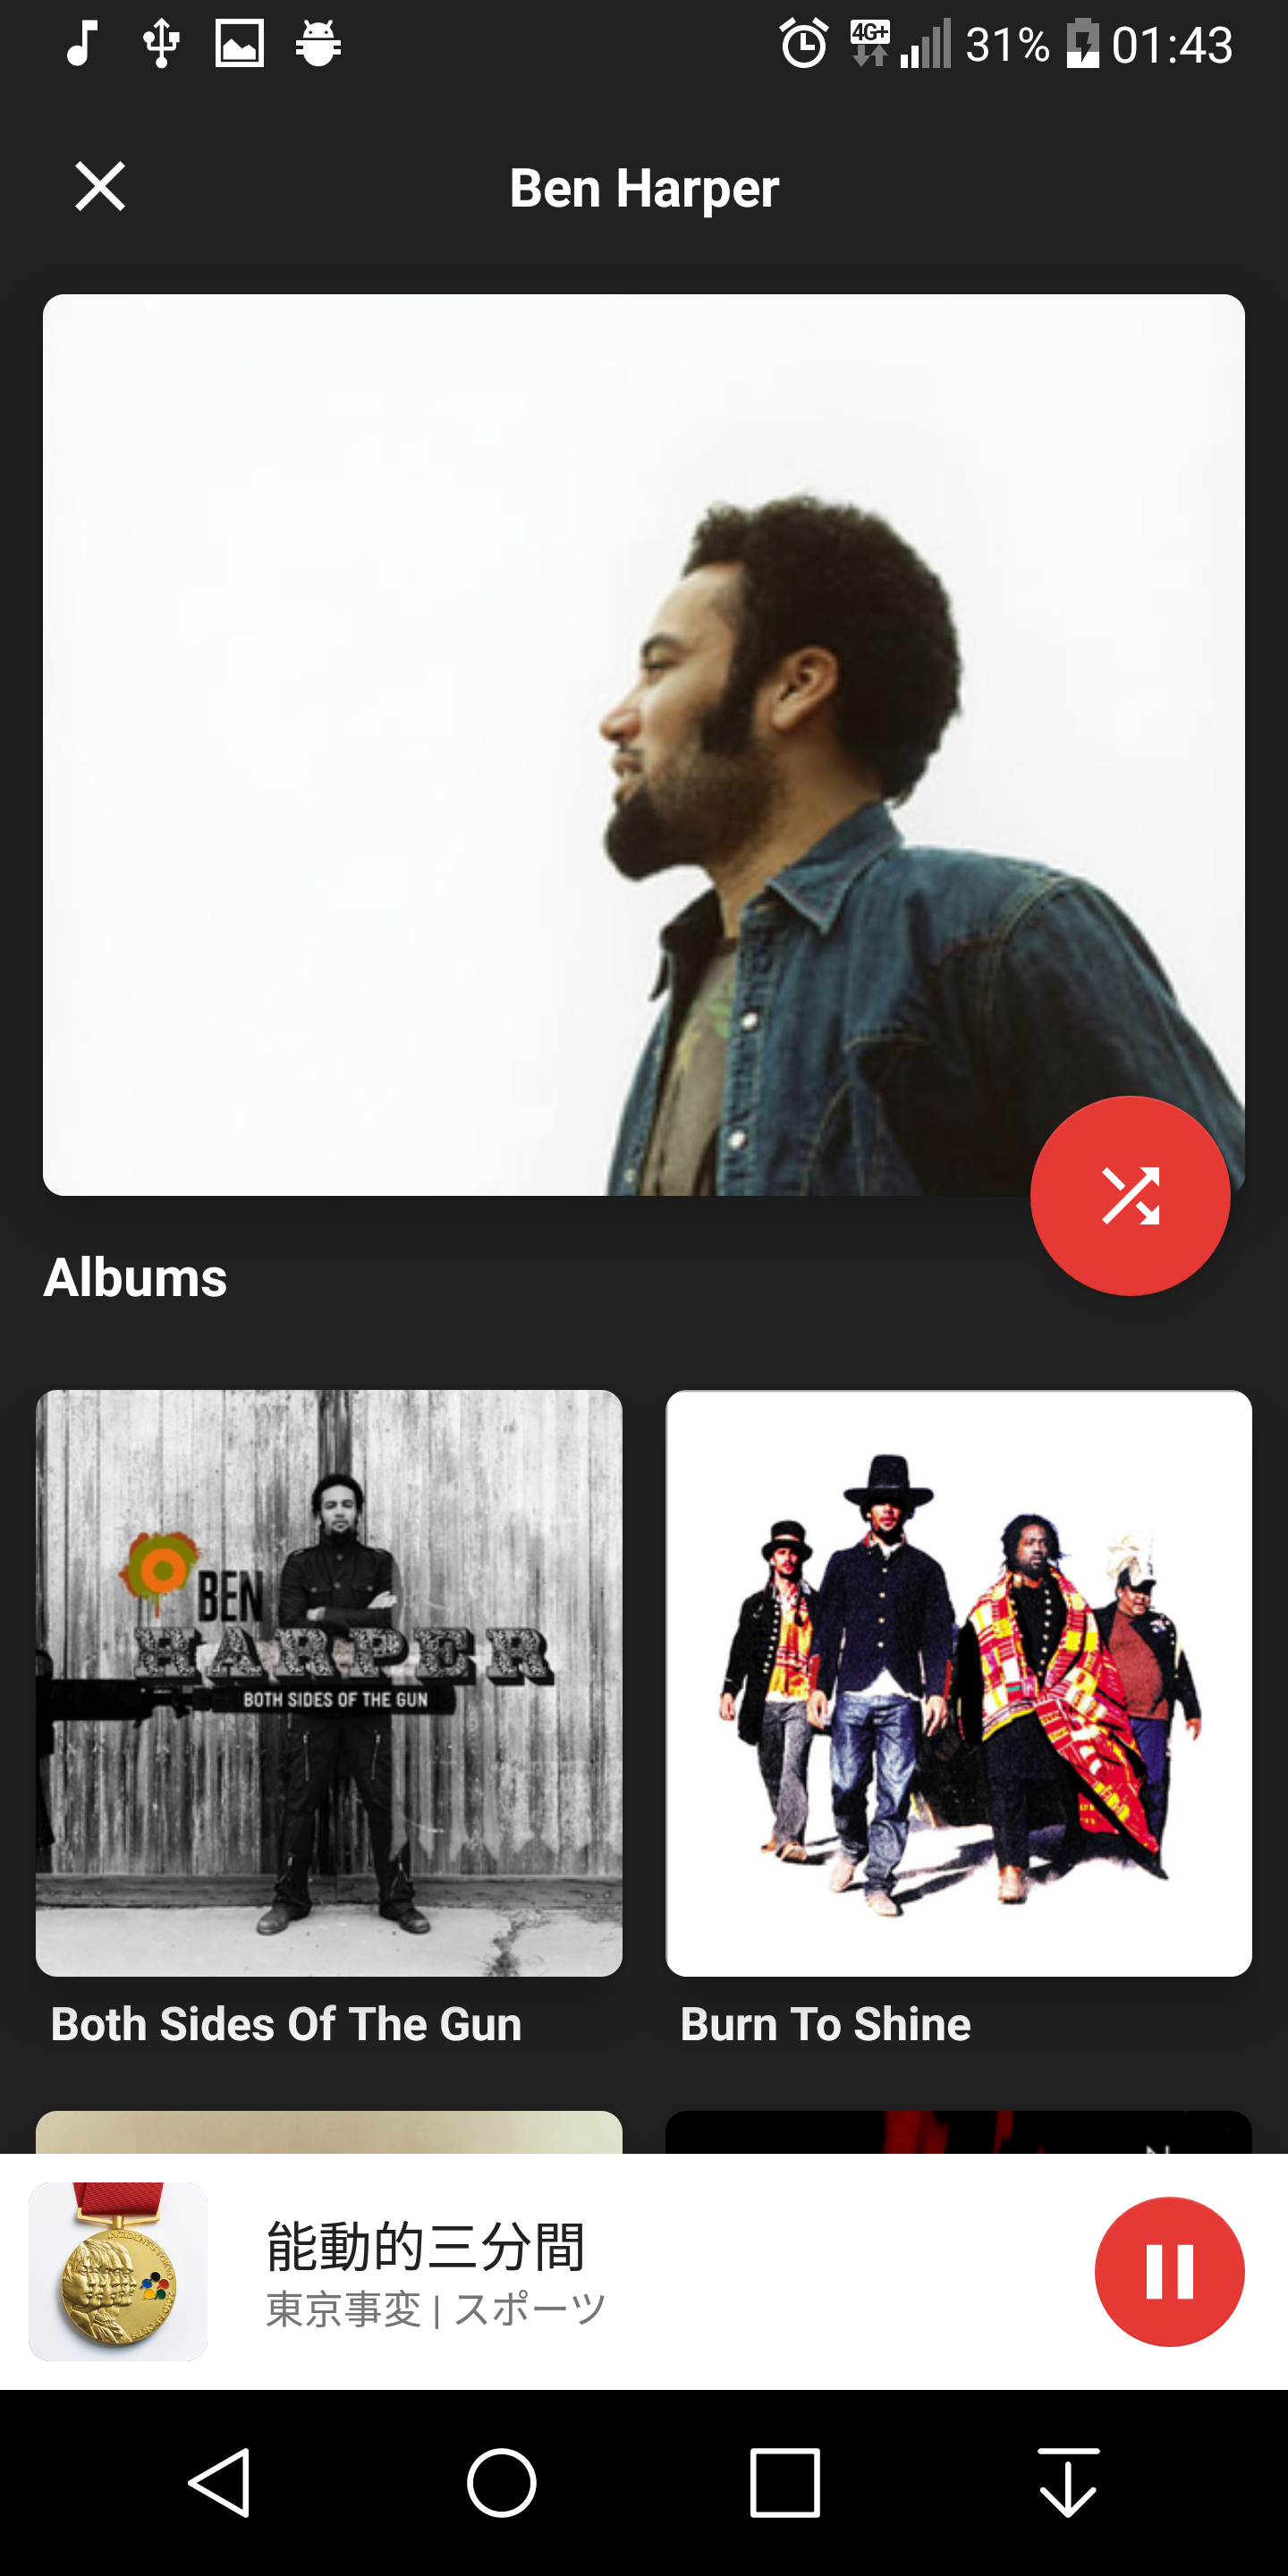 4G+ 31% 01:43
Ben Harper
Albums
BEN
HARPER
BOTH SIDES OF THE GUN
Both Sides Of The Gun
Burn To Shine
能動的三分間
東京事変 | スポーツ